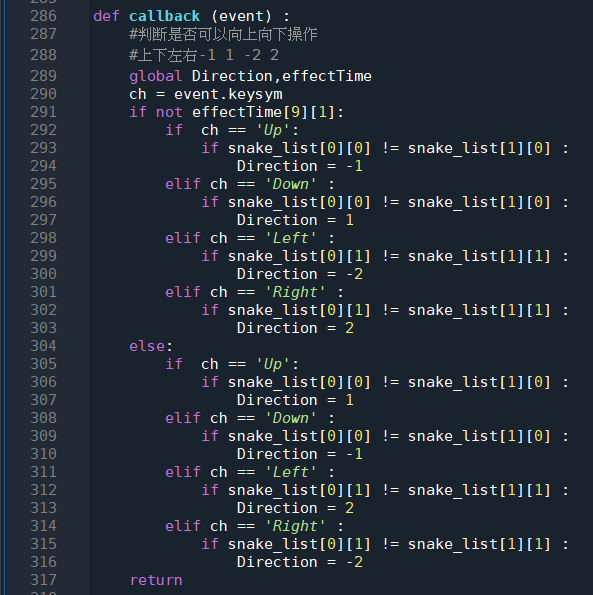 286 def callback (event) :
287     #判断是否可以向上向下操作
288     #上下左右-1 1 -2 2
289     global Direction,effectTime
290     ch = event.keysym
291     if not effectTime[9][1]:
292         if  ch == 'Up':
293             if snake_list[0][0] != snake_list[1][0] :
294                 Direction = -1
295         elif ch == 'Down' :
296             if snake_list[0][0] != snake_list[1][0] :
297                 Direction = 1
298         elif ch == 'Left' :
299             if snake_list[0][1] != snake_list[1][1] :
300                 Direction = -2
301         elif ch == 'Right' :
302             if snake_list[0][1] != snake_list[1][1] :
303                 Direction = 2
304     else:
305         if  ch == 'Up':
306             if snake_list[0][0] != snake_list[1][0] :
307                 Direction = 1
308         elif ch == 'Down' :
309             if snake_list[0][0] != snake_list[1][0] :
310                 Direction = -1
311         elif ch == 'Left' :
312             if snake_list[0][1] != snake_list[1][1] :
313                 Direction = 2
314         elif ch == 'Right' :
315             if snake_list[0][1] != snake_list[1][1] :
316                 Direction = -2
317     return